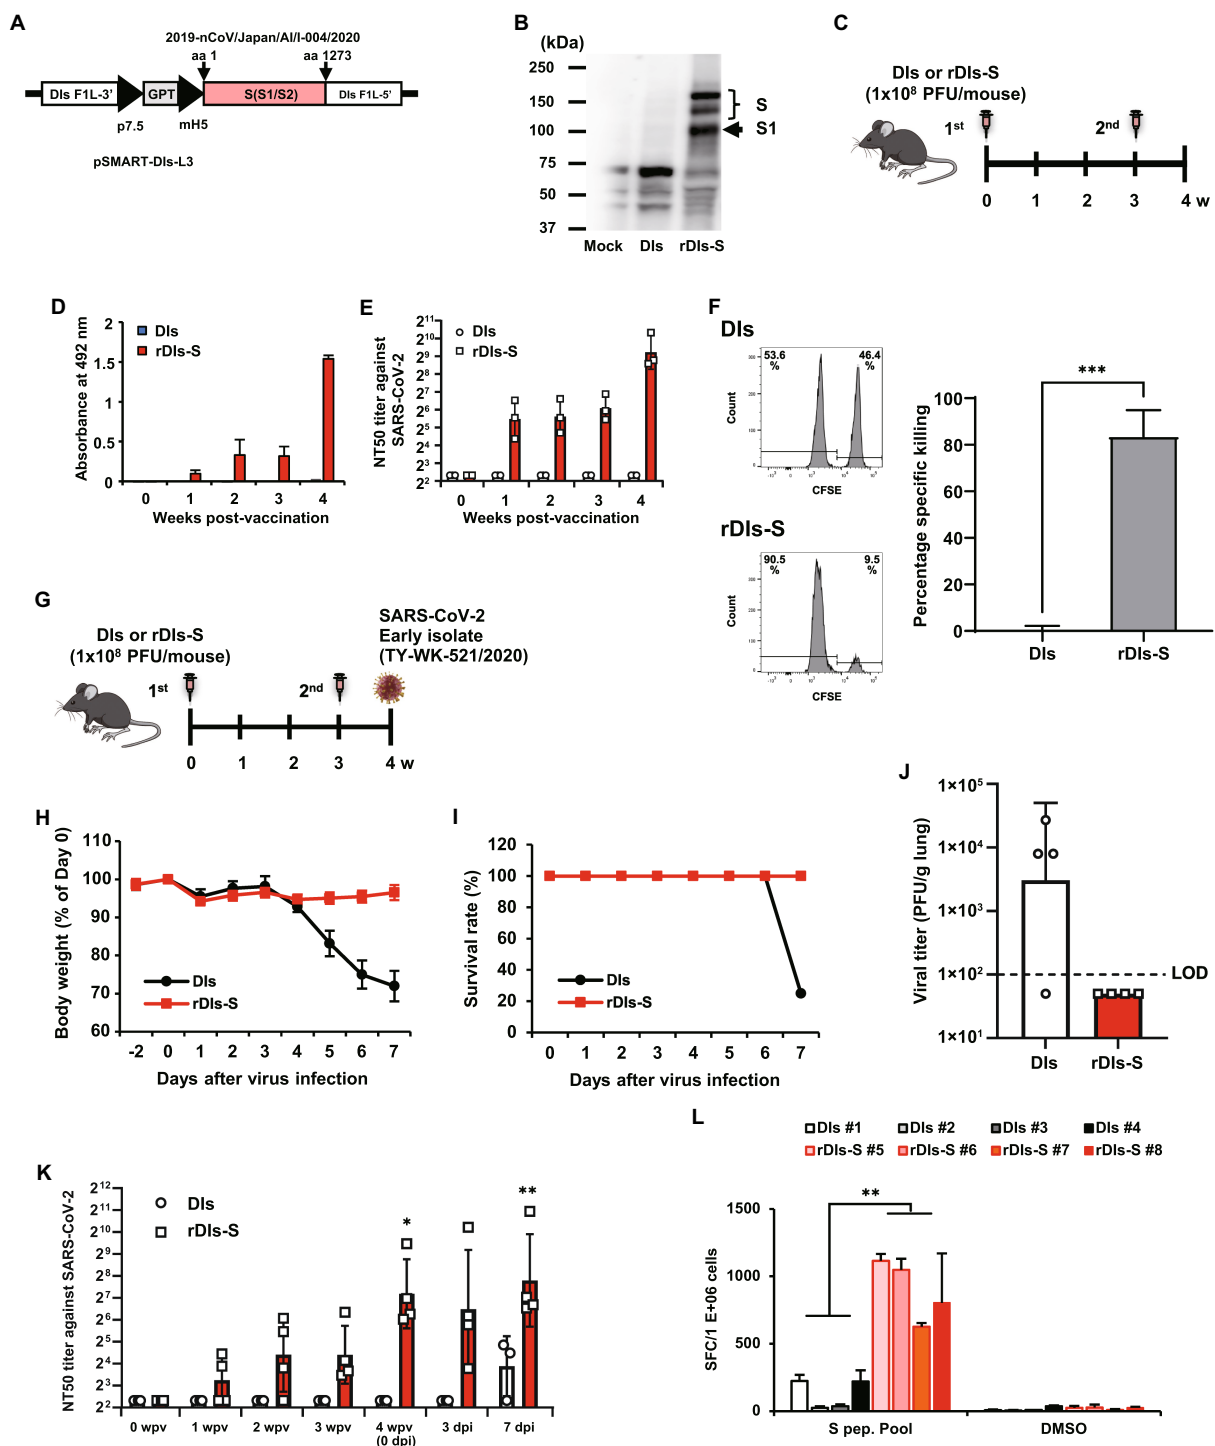 A
2019-nCoV/Japan/AI/I-004/2020
aa 1
aa 1273
DIs F1L-3’
GPT
S(S1/S2)
DIs F1L-5’
p7.5
mH5
pSMART-DIs-L3
B
(kDa)
250
150
100
75
50
37
S
S1
Mock
DIs
rDIs-S
C
DIs or rDIs-S
(1x10⁸ PFU/mouse)
1st
2nd
0 1 2 3 4 w
D
Absorbance at 492 nm
2
1.5
1
0.5
0
DIs
rDIs-S
0 1 2 3 4
Weeks post-vaccination
E
NT50 titer against
SARS-CoV-2
2¹¹
2¹⁰
2⁹
2⁸
2⁷
2⁶
2⁵
2⁴
2³
2²
DIs
rDIs-S
0 1 2 3 4
Weeks post-vaccination
F
DIs
53.6
%
46.4
%
Count
300
200
100
0
CFSE
rDIs-S
90.5
%
9.5
%
Count
300
200
100
0
CFSE
Percentage specific killing
100
80
60
40
20
0
***
DIs
rDIs-S
G
DIs or rDIs-S
(1x10⁸ PFU/mouse)
SARS-CoV-2
Early isolate
(TY-WK-521/2020)
1st
2nd
0 1 2 3 4 w
H
Body weight (% of Day 0)
110
100
90
80
70
60
DIs
rDIs-S
-2 0 1 2 3 4 5 6 7
Days after virus infection
I
Survival rate (%)
120
100
80
60
40
20
0
DIs
rDIs-S
0 1 2 3 4 5 6 7
Days after virus infection
J
Viral titer (PFU/g lung)
1×10⁵
1×10⁴
1×10³
1×10²
1×10¹
LOD
DIs
rDIs-S
K
NT50 titer against SARS-CoV-2
2¹²
2¹¹
2¹⁰
2⁹
2⁸
2⁷
2⁶
2⁵
2⁴
2³
2²
DIs
rDIs-S
*
**
0 wpv 1 wpv 2 wpv 3 wpv 4 wpv 3 dpi 7 dpi
(0 dpi)
L
DIs #1 DIs #2 DIs #3 DIs #4
rDIs-S #5 rDIs-S #6 rDIs-S #7 rDIs-S #8
SFC/1 E+06 cells
1500
1000
500
0
**
S pep. Pool
DMSO